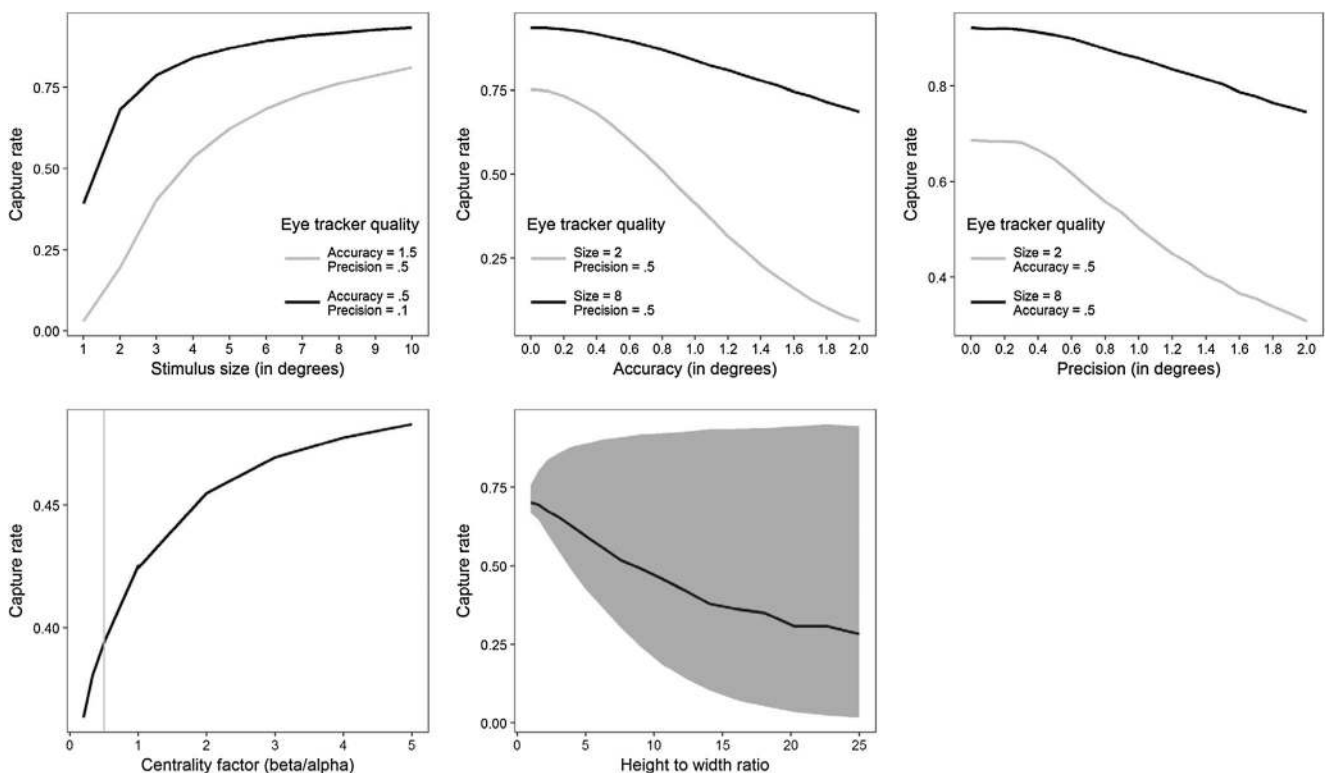 Capture rate
0.75
0.50
0.25
0.00
Eye tracker quality
Accuracy = 1.5
Precision = .5
Accuracy = .5
Precision = .1
1 2 3 4 5 6 7 8 9 10
Stimulus size (in degrees)
Capture rate
0.75
0.50
0.25
Eye tracker quality
Size = 2
Precision = .5
Size = 8
Precision = .5
0.0 0.2 0.4 0.6 0.8 1.0 1.2 1.4 1.6 1.8 2.0
Accuracy (in degrees)
Capture rate
0.8
0.6
0.4
Eye tracker quality
Size = 2
Accuracy = .5
Size = 8
Accuracy = .5
0.0 0.2 0.4 0.6 0.8 1.0 1.2 1.4 1.6 1.8 2.0
Precision (in degrees)
Capture rate
0.45
0.40
0 1 2 3 4 5
Centrality factor (beta/alpha)
Capture rate
0.75
0.50
0.25
0.00
0 5 10 15 20 25
Height to width ratio